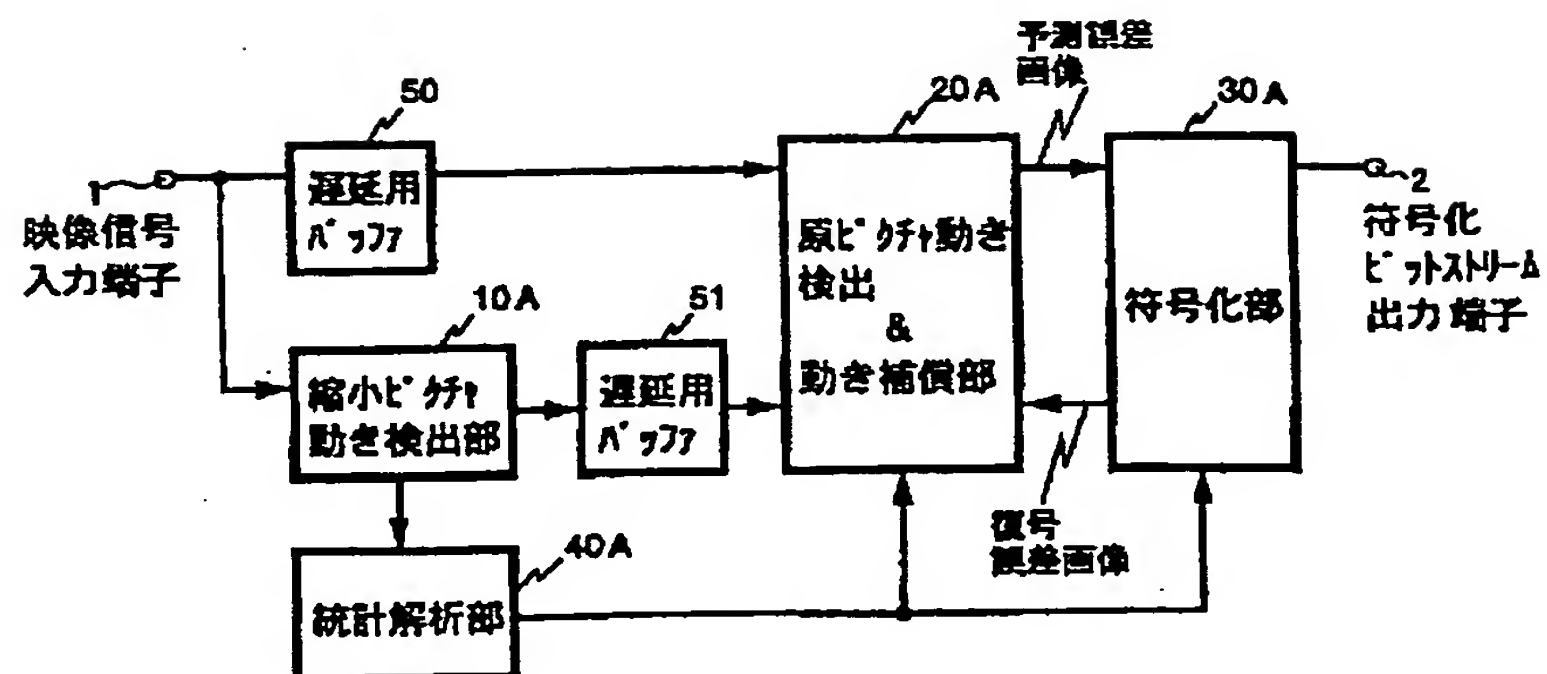 予測誤差
画像
50
20A
30A
1
映像信号
入力端子
遅延用
バッファ
原ピクチャ動き
検出
&
動き補償部
符号化部
2
符号化
ビットストリーム
出力端子
10A
51
縮小ピクチャ
動き検出部
遅延用
バッファ
復号
誤差画像
40A
統計解析部